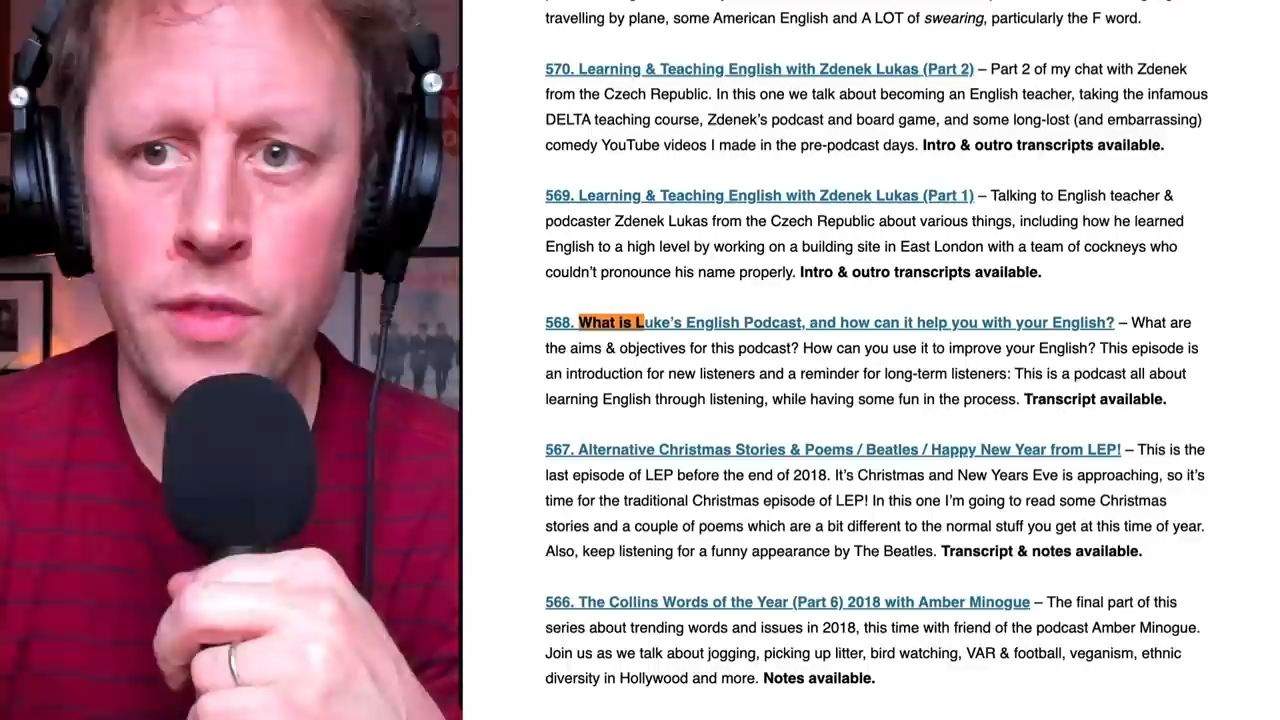 travelling by plane, some American English and A LOT of swearing, particularly the F word.
570. Learning & Teaching English with Zdenek Lukas (Part 2) – Part 2 of my chat with Zdenek
from the Czech Republic. In this one we talk about becoming an English teacher, taking the infamous
DELTA teaching course, Zdenek’s podcast and board game, and some long-lost (and embarrassing)
comedy YouTube videos I made in the pre-podcast days. Intro & outro transcripts available.
569. Learning & Teaching English with Zdenek Lukas (Part 1) – Talking to English teacher &
podcaster Zdenek Lukas from the Czech Republic about various things, including how he learned
English to a high level by working on a building site in East London with a team of cockneys who
couldn’t pronounce his name properly. Intro & outro transcripts available.
568. What is Luke’s English Podcast, and how can it help you with your English? – What are
the aims & objectives for this podcast? How can you use it to improve your English? This episode is
an introduction for new listeners and a reminder for long-term listeners: This is a podcast all about
learning English through listening, while having some fun in the process. Transcript available.
567. Alternative Christmas Stories & Poems / Beatles / Happy New Year from LEP! – This is the
last episode of LEP before the end of 2018. It’s Christmas and New Years Eve is approaching, so it’s
time for the traditional Christmas episode of LEP! In this one I’m going to read some Christmas
stories and a couple of poems which are a bit different to the normal stuff you get at this time of year.
Also, keep listening for a funny appearance by The Beatles. Transcript & notes available.
566. The Collins Words of the Year (Part 6) 2018 with Amber Minogue – The final part of this
series about trending words and issues in 2018, this time with friend of the podcast Amber Minogue.
Join us as we talk about jogging, picking up litter, bird watching, VAR & football, veganism, ethnic
diversity in Hollywood and more. Notes available.